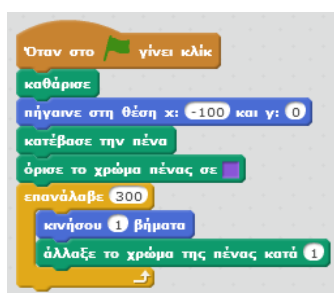 Όταν στο γίνει κλίκ
καθάρισε
πήγαινε στη θέση x: -100 και y: 0
κατέβασε την πένα
όρισε το χρώμα πένας σε
επανάλαβε 300
κινήσου 1 βήματα
άλλαξε το χρώμα της πένας κατά 1